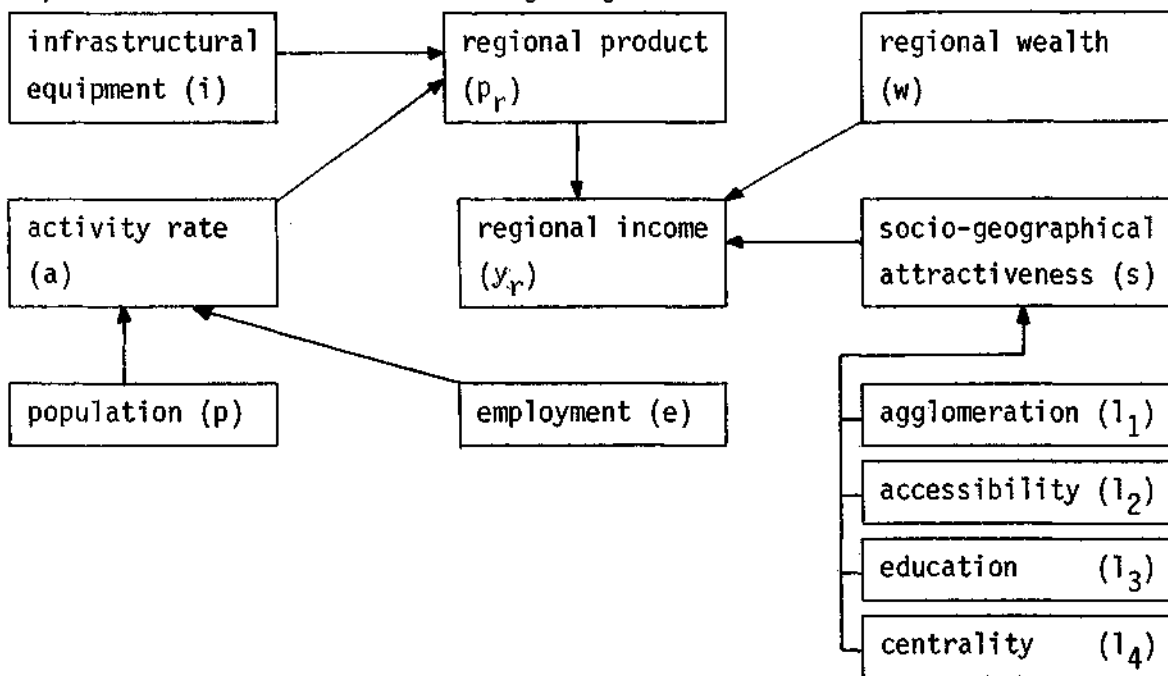 infrastructural
equipment (i)
regional product
(p_r)
regional wealth
(w)
activity rate
(a)
regional income
(y_r)
socio-geographical
attractiveness (s)
population (p)
employment (e)
agglomeration (l_1)
accessibility (l_2)
education (l_3)
centrality (l_4)